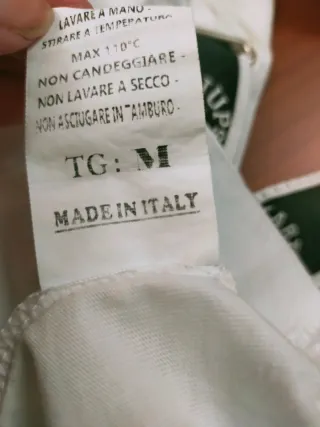 LAVARE A MANO -
STIRARE A TEMPERATURA
MAX 110°C
NON CANDEGGIARE -
NON LAVARE A SECCO -
NON ASCIUGARE IN TAMBURO -
TG: M
MADE IN ITALY